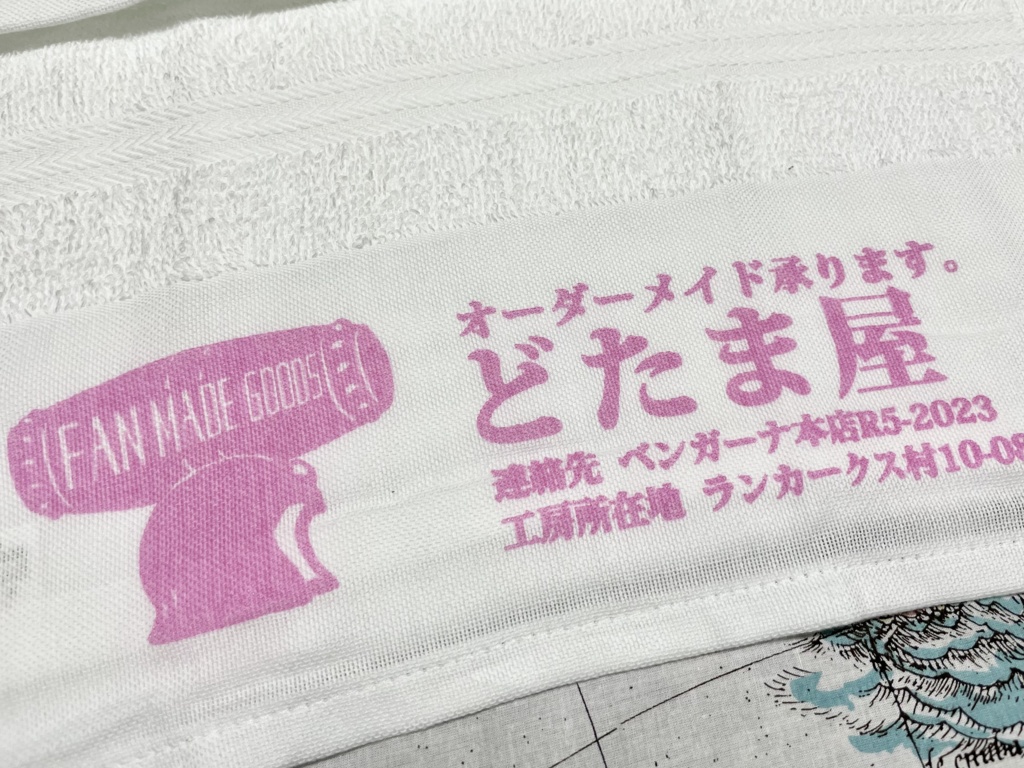 FAN MADE GOODS
オーダーメイド承ります。
どたま屋
連絡先 ベンガーナ本店R5-2023
工房所在地 ランカークス村10-08